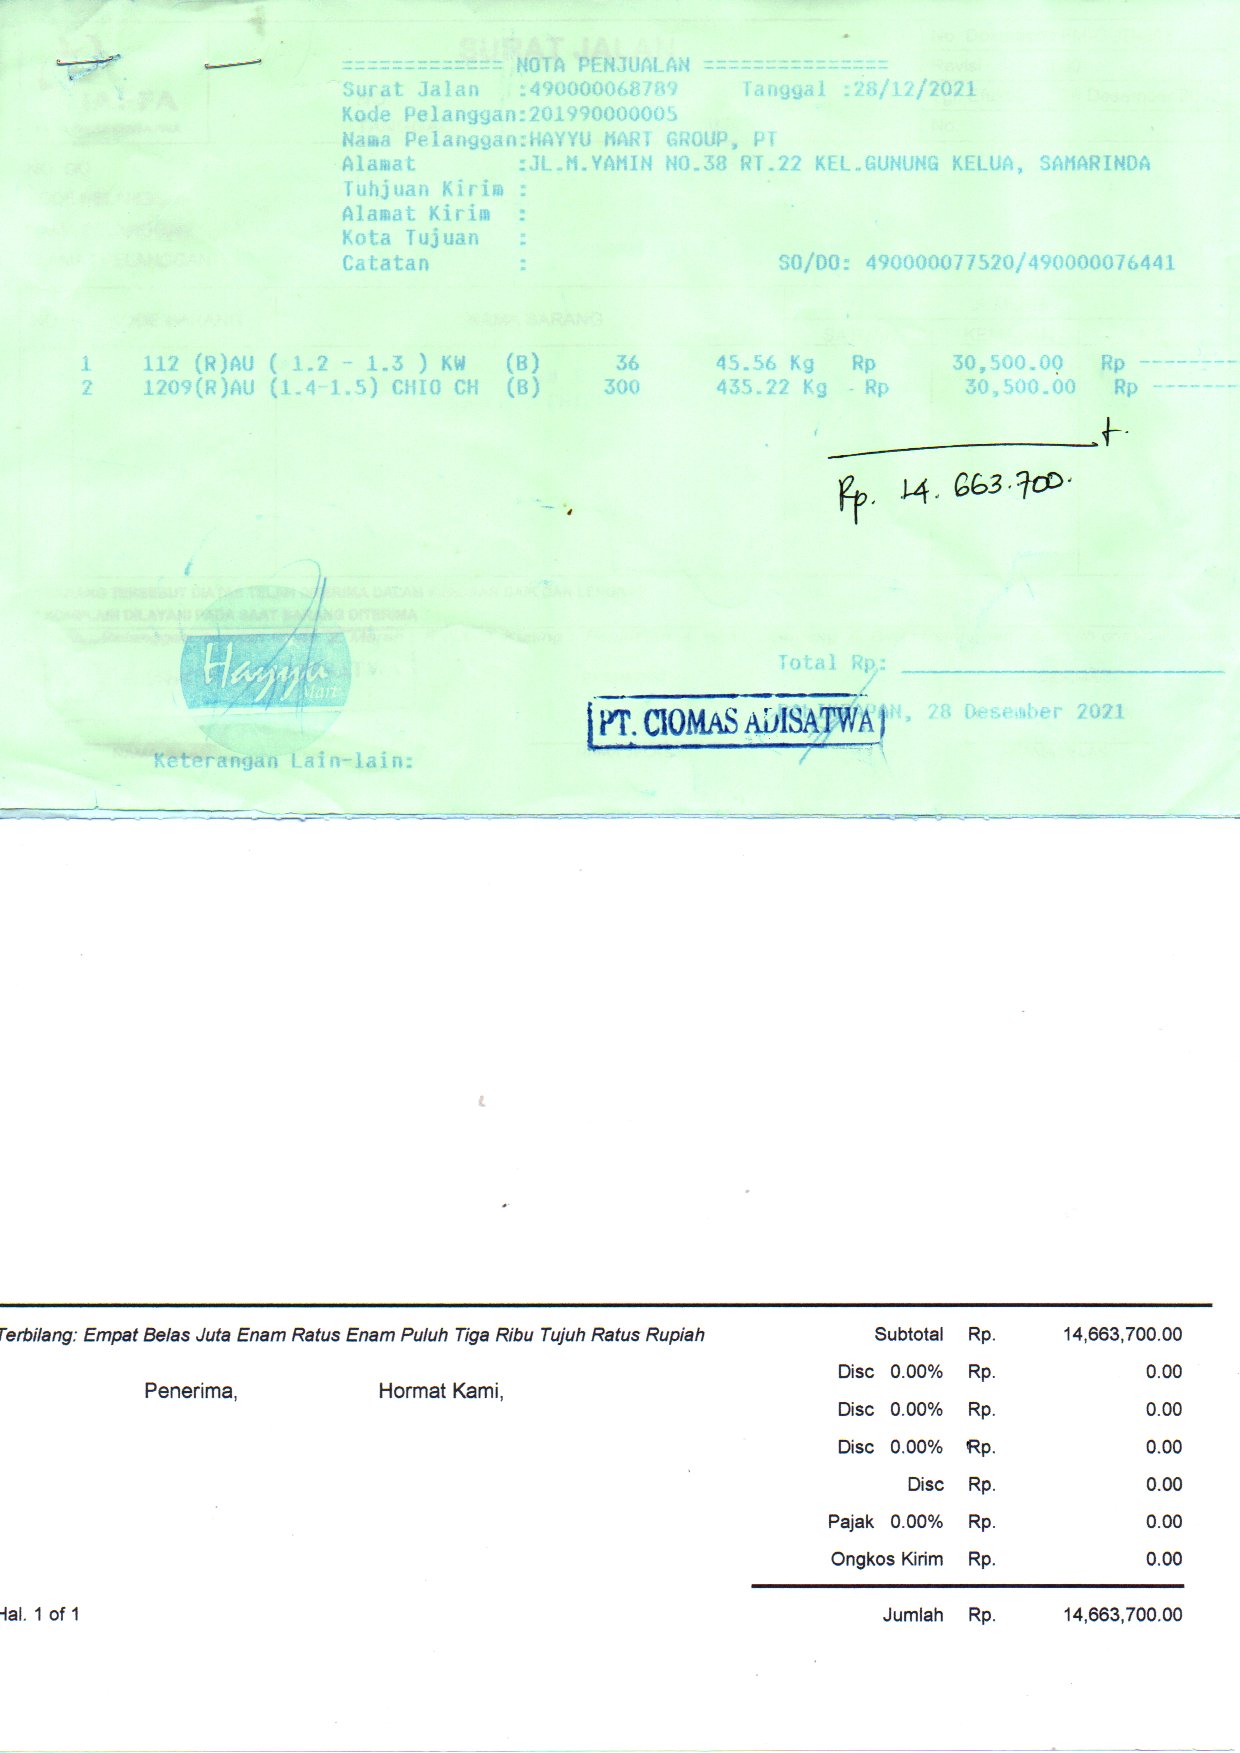 ============= NOTA PENJUALAN ===============
Surat Jalan :490000068789 Tanggal :28/12/2021
Kode Pelanggan:201990000005
Nama Pelanggan:HAYYU MART GROUP, PT
Alamat :JL.M.YAMIN NO.38 RT.22 KEL.GUNUNG KELUA, SAMARINDA
Tuhjuan Kirim :
Alamat Kirim :
Kota Tujuan :
Catatan : SO/DO: 490000077520/490000076441
1 112 (R)AU ( 1.2 - 1.3 ) KW (B) 36 45.56 Kg Rp 30,500.00 Rp --------
2 1209(R)AU (1.4-1.5) CHIO CH (B) 300 435.22 Kg - Rp 30,500.00 Rp -------
+.
Rp. 14.663.700.
Hayyu
Mart
Total Rp:
PT. CIOMAS ADISATWA
, 28 Desember 2021
Keterangan Lain-lain:
Terbilang: Empat Belas Juta Enam Ratus Enam Puluh Tiga Ribu Tujuh Ratus Rupiah Subtotal Rp. 14,663,700.00
Disc 0.00% Rp. 0.00
Penerima, Hormat Kami,
Disc 0.00% Rp. 0.00
Disc 0.00% Rp. 0.00
Disc Rp. 0.00
Pajak 0.00% Rp. 0.00
Ongkos Kirim Rp. 0.00
Hal. 1 of 1 Jumlah Rp. 14,663,700.00